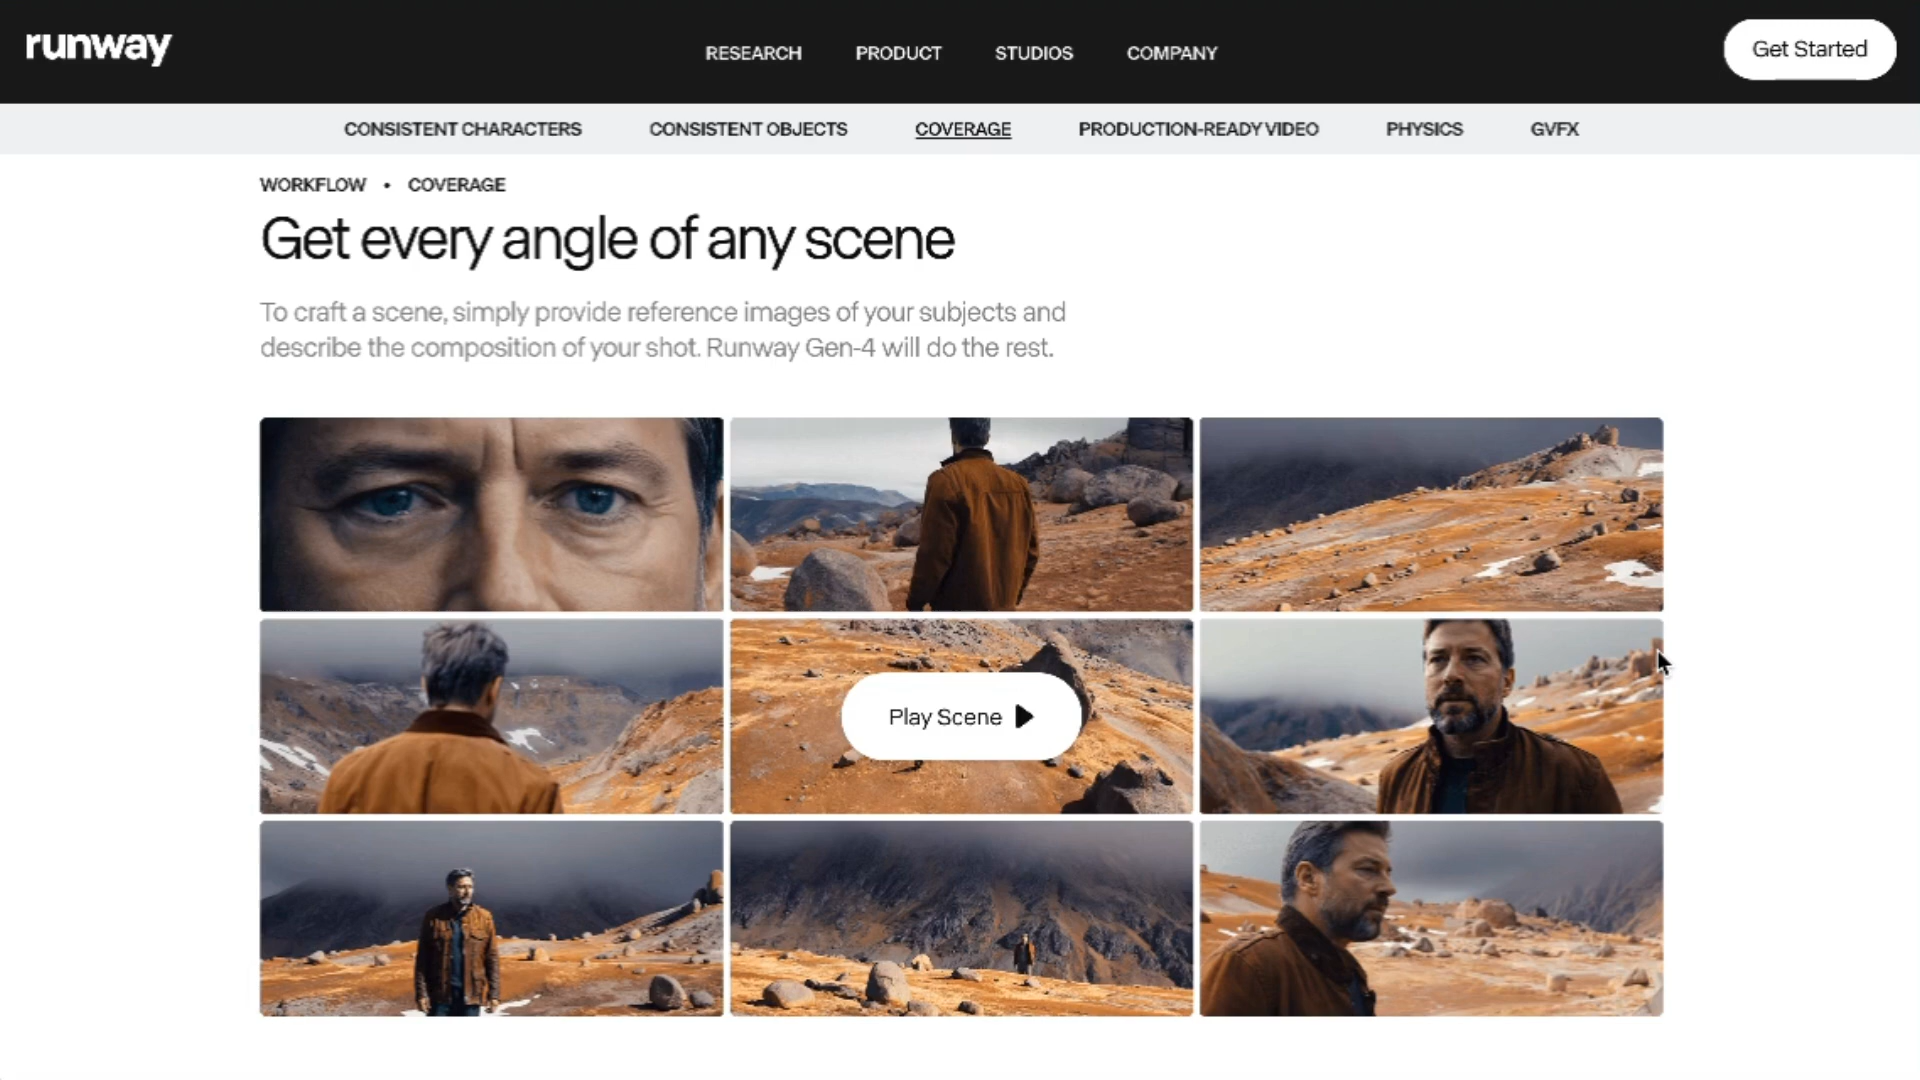 runway
RESEARCH
PRODUCT
STUDIOS
COMPANY
Get Started
CONSISTENT CHARACTERS
CONSISTENT OBJECTS
COVERAGE
PRODUCTION-READY VIDEO
PHYSICS
GVFX
WORKFLOW • COVERAGE
Get every angle of any scene
To craft a scene, simply provide reference images of your subjects and
describe the composition of your shot. Runway Gen-4 will do the rest.
Play Scene